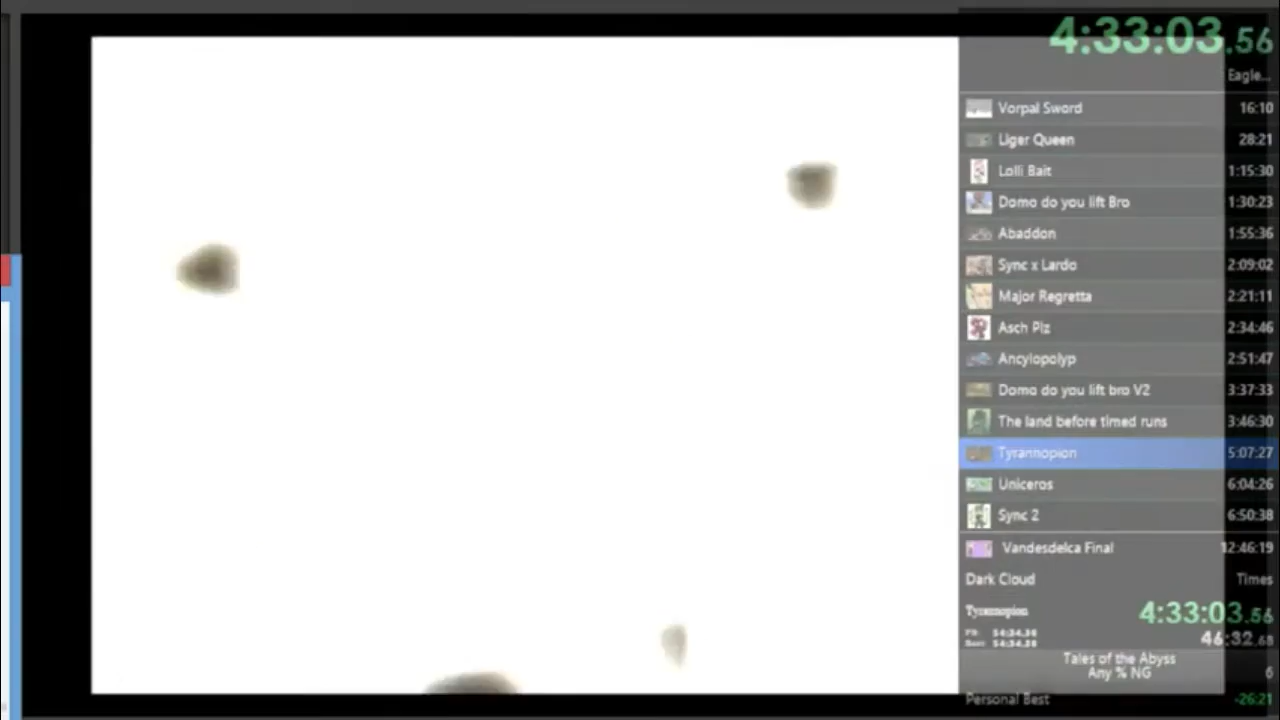 4:33:03.56
Eagle...
Vorpal Sword 16:10
Liger Queen 28:21
Lolli Bait 1:15:30
Domo do you lift Bro 1:30:23
Abaddon 1:55:36
Sync x Lardo 2:09:02
Major Regretta 2:21:11
Asch Plz 2:34:46
Ancylopolyp 2:51:47
Domo do you lift bro V2 3:37:33
The land before timed runs 3:46:30
Tyrannopion 5:07:27
Uniceros 6:04:26
Sync 2 6:50:38
Vandesdelca Final 12:46:19
Dark Cloud Times
Tyrannopion 4:33:03.56
46:32.68
Tales of the Abyss
Any % NG 6
Personal Best -26:21